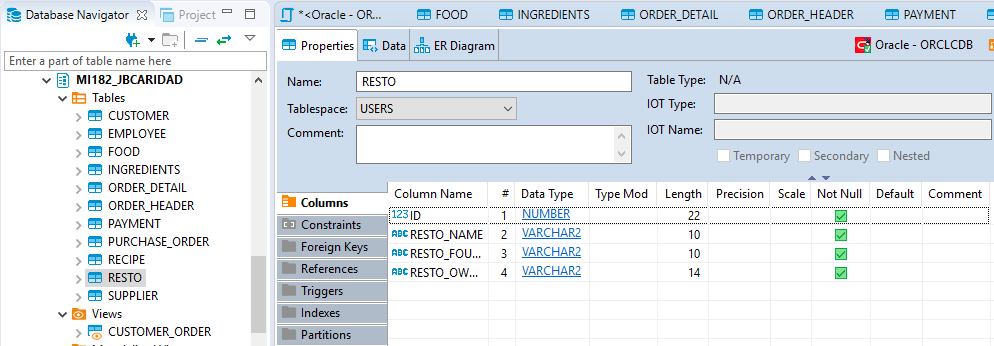 Database Navigator
Project
Enter a part of table name here
MI182_JBCARIDAD
Tables
CUSTOMER
EMPLOYEE
FOOD
INGREDIENTS
ORDER_DETAIL
ORDER_HEADER
PAYMENT
PURCHASE_ORDER
RECIPE
RESTO
SUPPLIER
Views
CUSTOMER_ORDER
*<Oracle - OR... FOOD INGREDIENTS ORDER_DETAIL ORDER_HEADER PAYMENT
Properties Data ER Diagram Oracle - ORCLCDB
Name: RESTO Table Type: N/A
Tablespace: USERS IOT Type:
Comment: IOT Name:
Temporary Secondary Nested
Columns
Constraints
Foreign Keys
References
Triggers
Indexes
Partitions
Column Name # Data Type Type Mod Length Precision Scale Not Null Default Comment
123 ID 1 NUMBER 22
ABC RESTO_NAME 2 VARCHAR2 10
ABC RESTO_FOU... 3 VARCHAR2 10
ABC RESTO_OW... 4 VARCHAR2 14